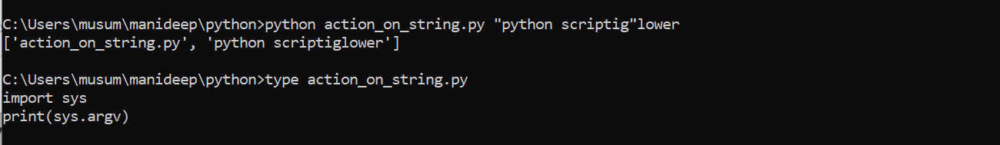 C:\Users\musum\manideep\python>python action_on_string.py "python scriptig"lower
['action_on_string.py', 'python scriptiglower']
C:\Users\musum\manideep\python>type action_on_string.py
import sys
print(sys.argv)